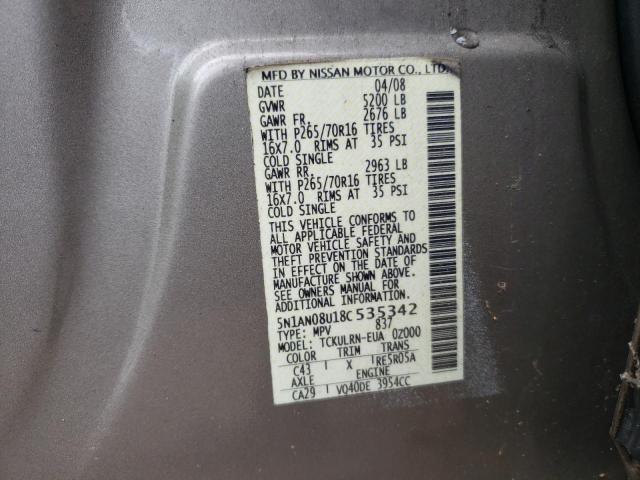 MFD BY NISSAN MOTOR CO., LTD.
DATE 04/08
GVWR 5200 LB
GAWR FR. 2676 LB
WITH P265/70R16 TIRES
16x7.0 RIMS AT 35 PSI
COLD SINGLE
GAWR RR. 2963 LB
WITH P265/70R16 TIRES
16x7.0 RIMS AT 35 PSI
COLD SINGLE
THIS VEHICLE CONFORMS TO
ALL APPLICABLE FEDERAL
MOTOR VEHICLE SAFETY AND
THEFT PREVENTION STANDARDS
IN EFFECT ON THE DATE OF
MANUFACTURE SHOWN ABOVE.
SEE OWNERS MANUAL FOR
ADDITIONAL INFORMATION
5N1AN08U18C535342
TYPE: MPV 837
MODEL: TCKULRN-EUA 0Z000
COLOR TRIM TRANS
C43 X RE5R05A
AXLE ENGINE
CA29 VQ40DE 3954CC